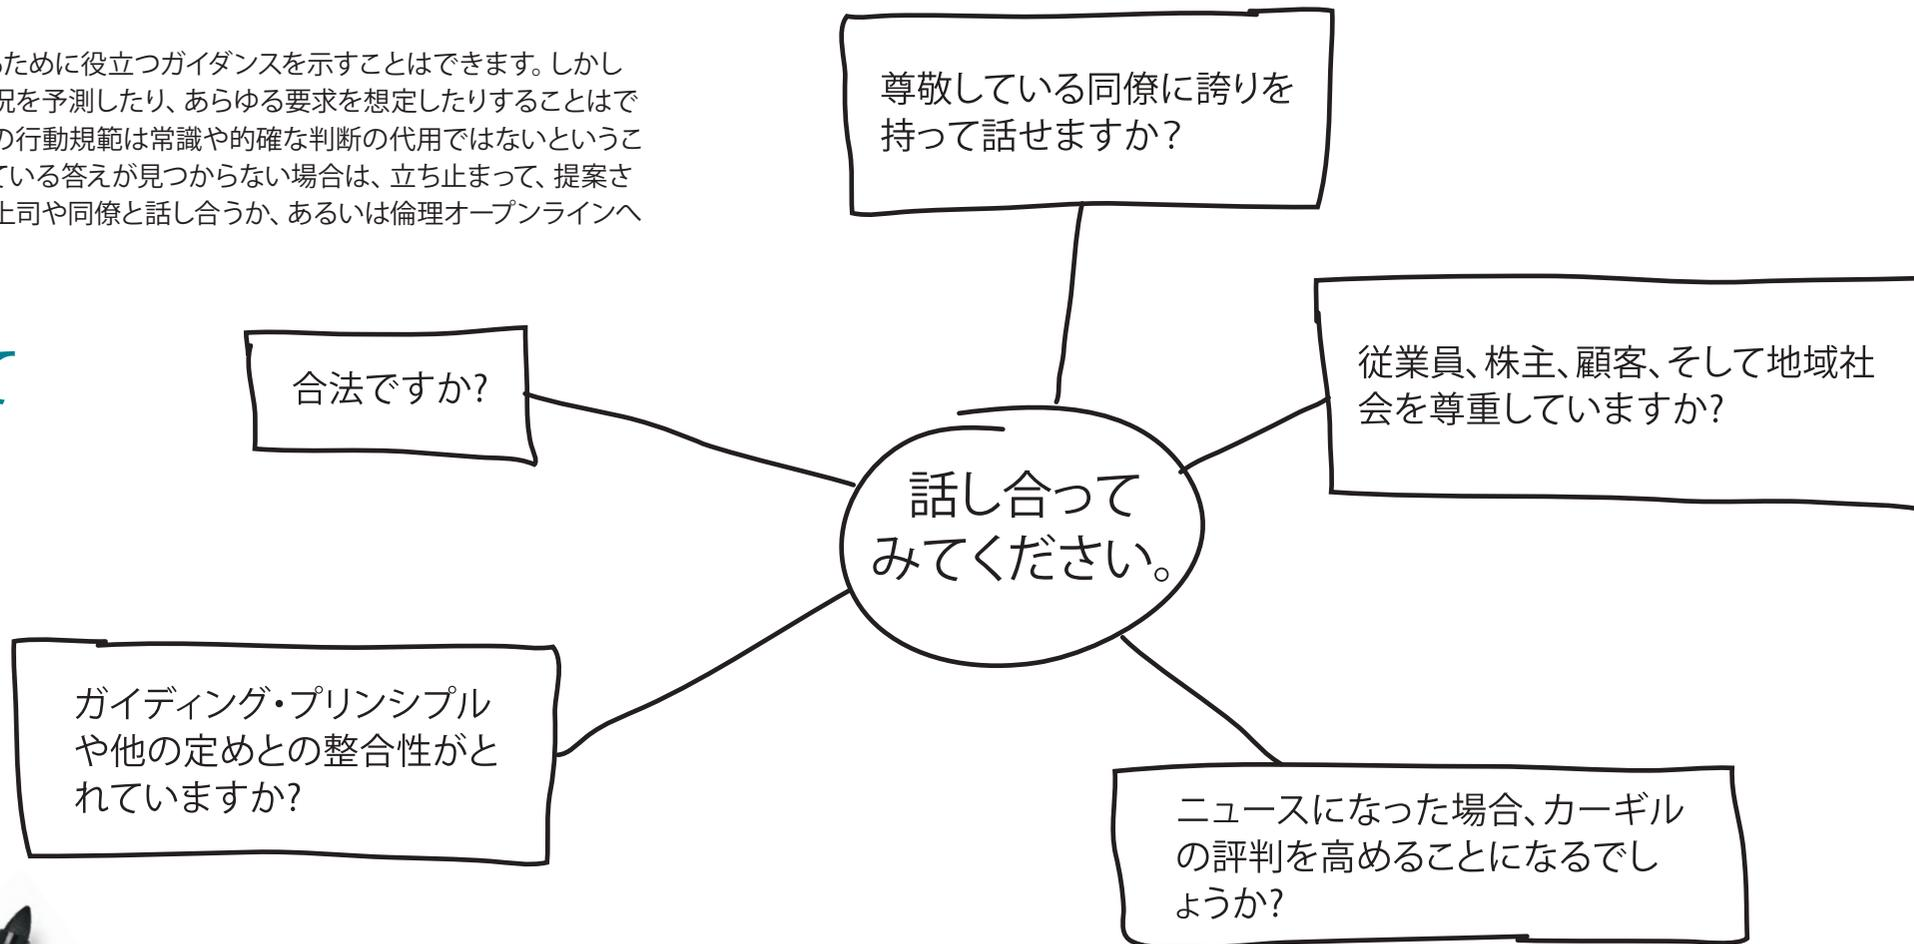 ために役立つガイダンスを示すことはできます。しかし
況を予測したり、あらゆる要求を想定したりすることはで
の行動規範は常識や的確な判断の代用ではないというこ
ている答えが見つからない場合は、立ち止まって、提案さ
上司や同僚と話し合うか、あるいは倫理オープンラインへ
尊敬している同僚に誇りを
持って話せますか?
合法ですか?
従業員、株主、顧客、そして地域社
会を尊重していますか?
話し合って
みてください。
ガイディング・プリンシプル
や他の定めとの整合性がと
れていますか?
ニュースになった場合、カーギル
の評判を高めることになるでし
ょうか?